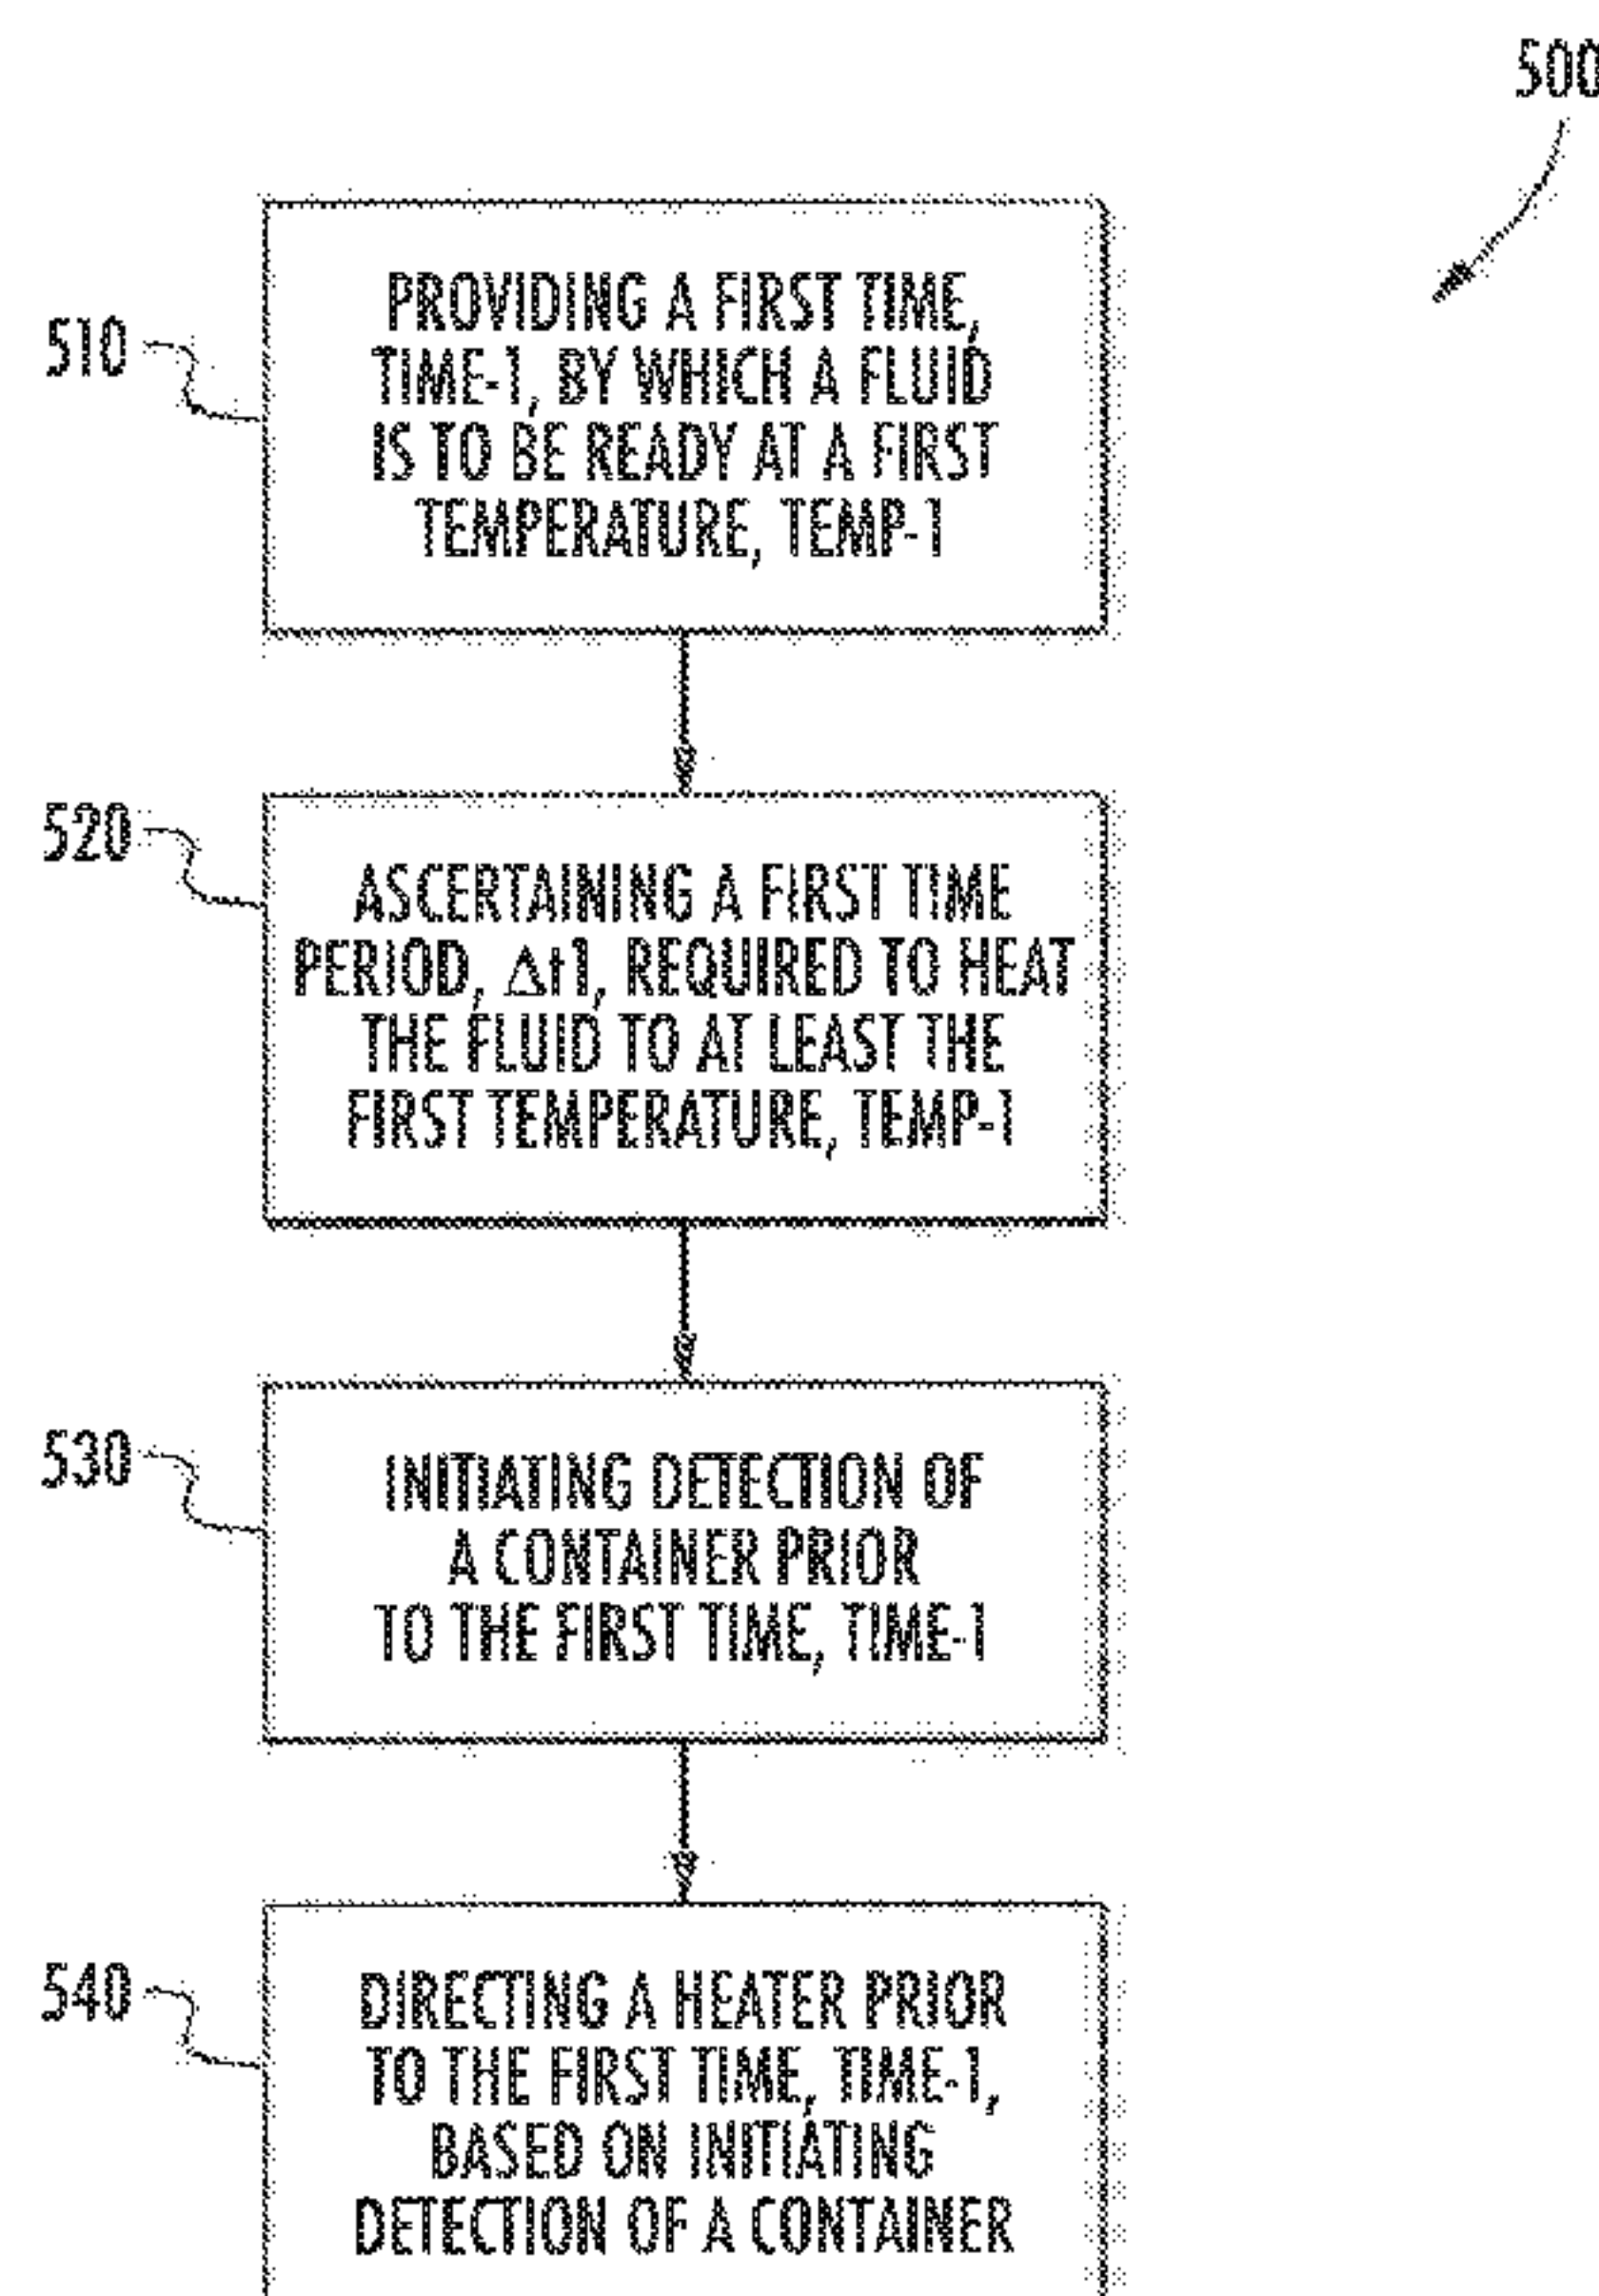 500
510
PROVIDING A FIRST TIME,
TIME-1, BY WHICH A FLUID
IS TO BE READY AT A FIRST
TEMPERATURE, TEMP-1
520
ASCERTAINING A FIRST TIME
PERIOD, Δt1, REQUIRED TO HEAT
THE FLUID TO AT LEAST THE
FIRST TEMPERATURE, TEMP-1
530
INITIATING DETECTION OF
A CONTAINER PRIOR
TO THE FIRST TIME, TIME-1
540
DIRECTING A HEATER PRIOR
TO THE FIRST TIME, TIME-1,
BASED ON INITIATING
DETECTION OF A CONTAINER